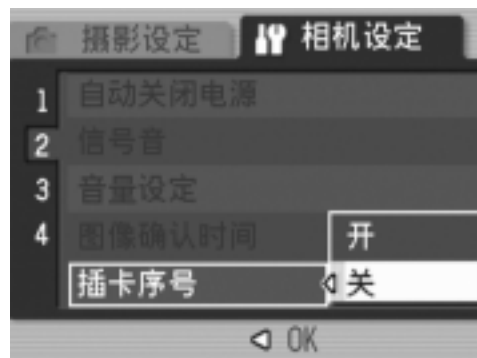 摄影设定 相机设定
1 自动关闭电源
2 信号音
3 音量设定
4 图像确认时间 开
插卡序号 关
OK